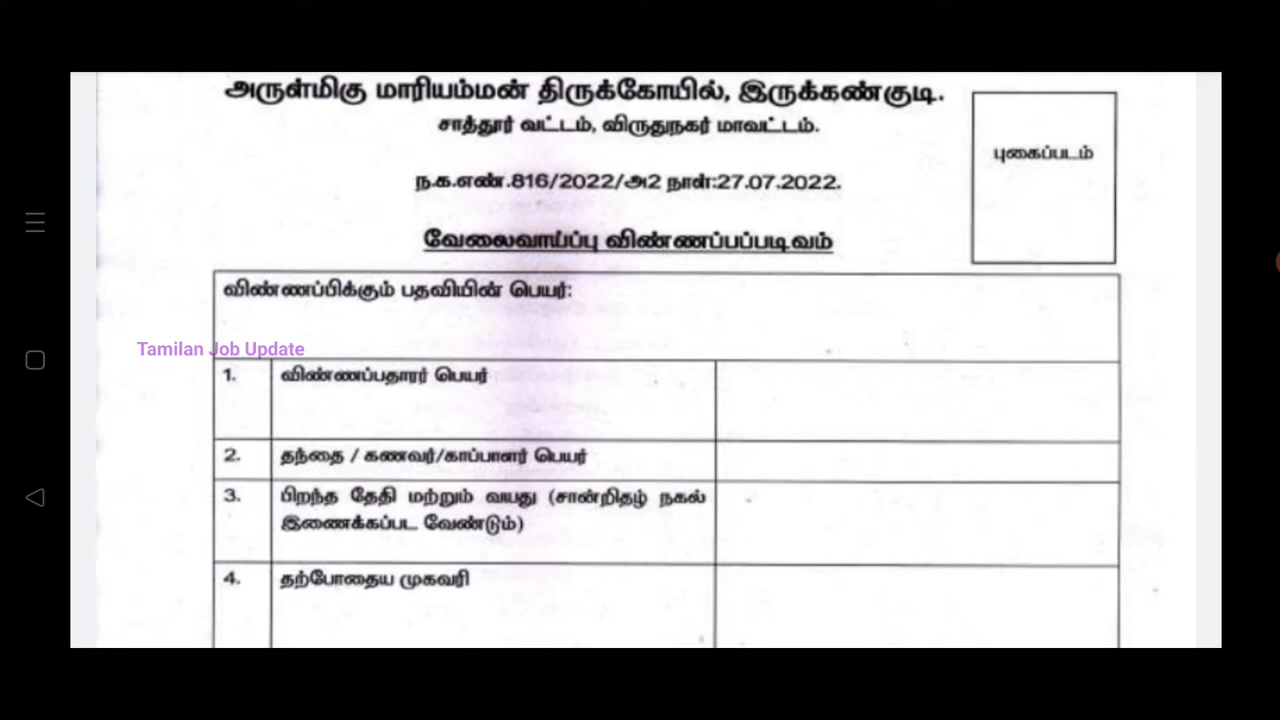 அருள்மிகு மாரியம்மன் திருக்கோயில், இருக்கண்குடி.
சாத்தூர் வட்டம், விருதுநகர் மாவட்டம்.
புகைப்படம்
ந.க.எண்.816/2022/அ2 நாள்:27.07.2022.
வேலைவாய்ப்பு விண்ணப்பப்படிவம்
விண்ணப்பிக்கும் பதவியின் பெயர்:
Tamilan Job Update
1. விண்ணப்பதாரர் பெயர்
2. தந்தை / கணவர்/காப்பாளர் பெயர்
3. பிறந்த தேதி மற்றும் வயது (சான்றிதழ் நகல்
இணைக்கப்பட வேண்டும்)
4. தற்போதைய முகவரி